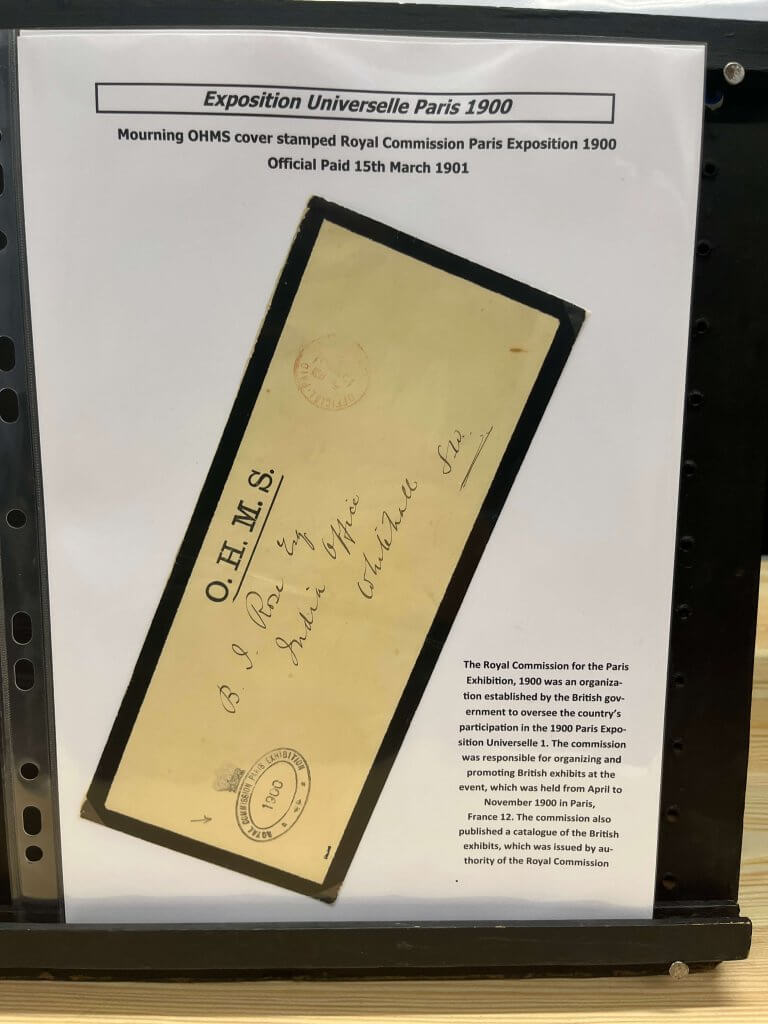 Exposition Universelle Paris 1900
Mourning OHMS cover stamped Royal Commission Paris Exposition 1900
Official Paid 15th March 1901
OFFICIAL PAID
O. H. M. S.
B. I. Rose Esq
India Office
Whitehall
S.W.
ROYAL COMMISSION PARIS EXHIBITION
1900
The Royal Commission for the Paris
Exhibition, 1900 was an organiza-
tion established by the British gov-
ernment to oversee the country's
participation in the 1900 Paris Expo-
sition Universelle 1. The commission
was responsible for organizing and
promoting British exhibits at the
event, which was held from April to
November 1900 in Paris,
France 12. The commission also
published a catalogue of the British
exhibits, which was issued by au-
thority of the Royal Commission
.